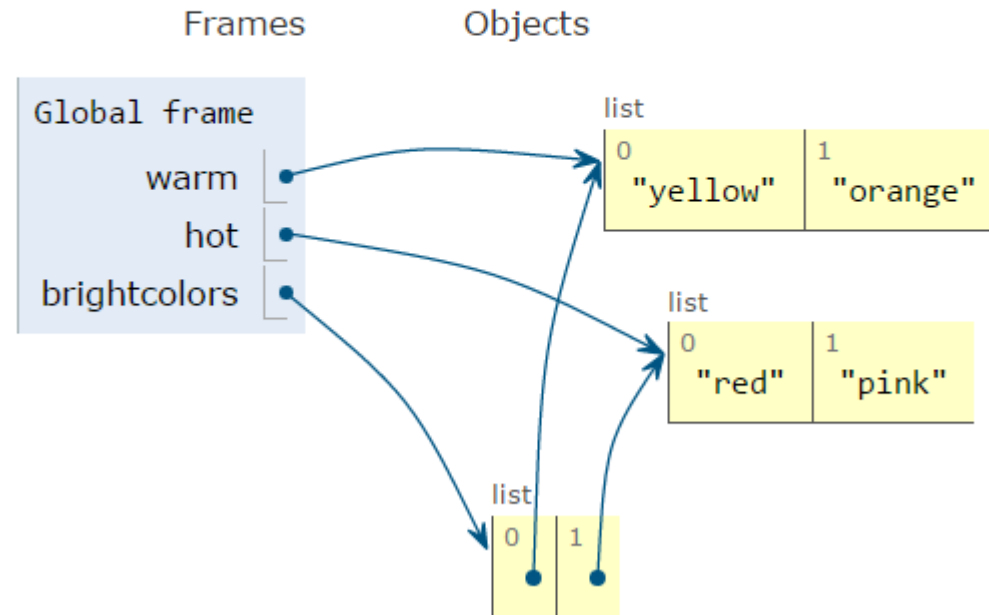 Frames Objects
Global frame
warm
hot
brightcolors
list
0 1
"yellow" "orange"
list
0 1
"red" "pink"
list
0 1